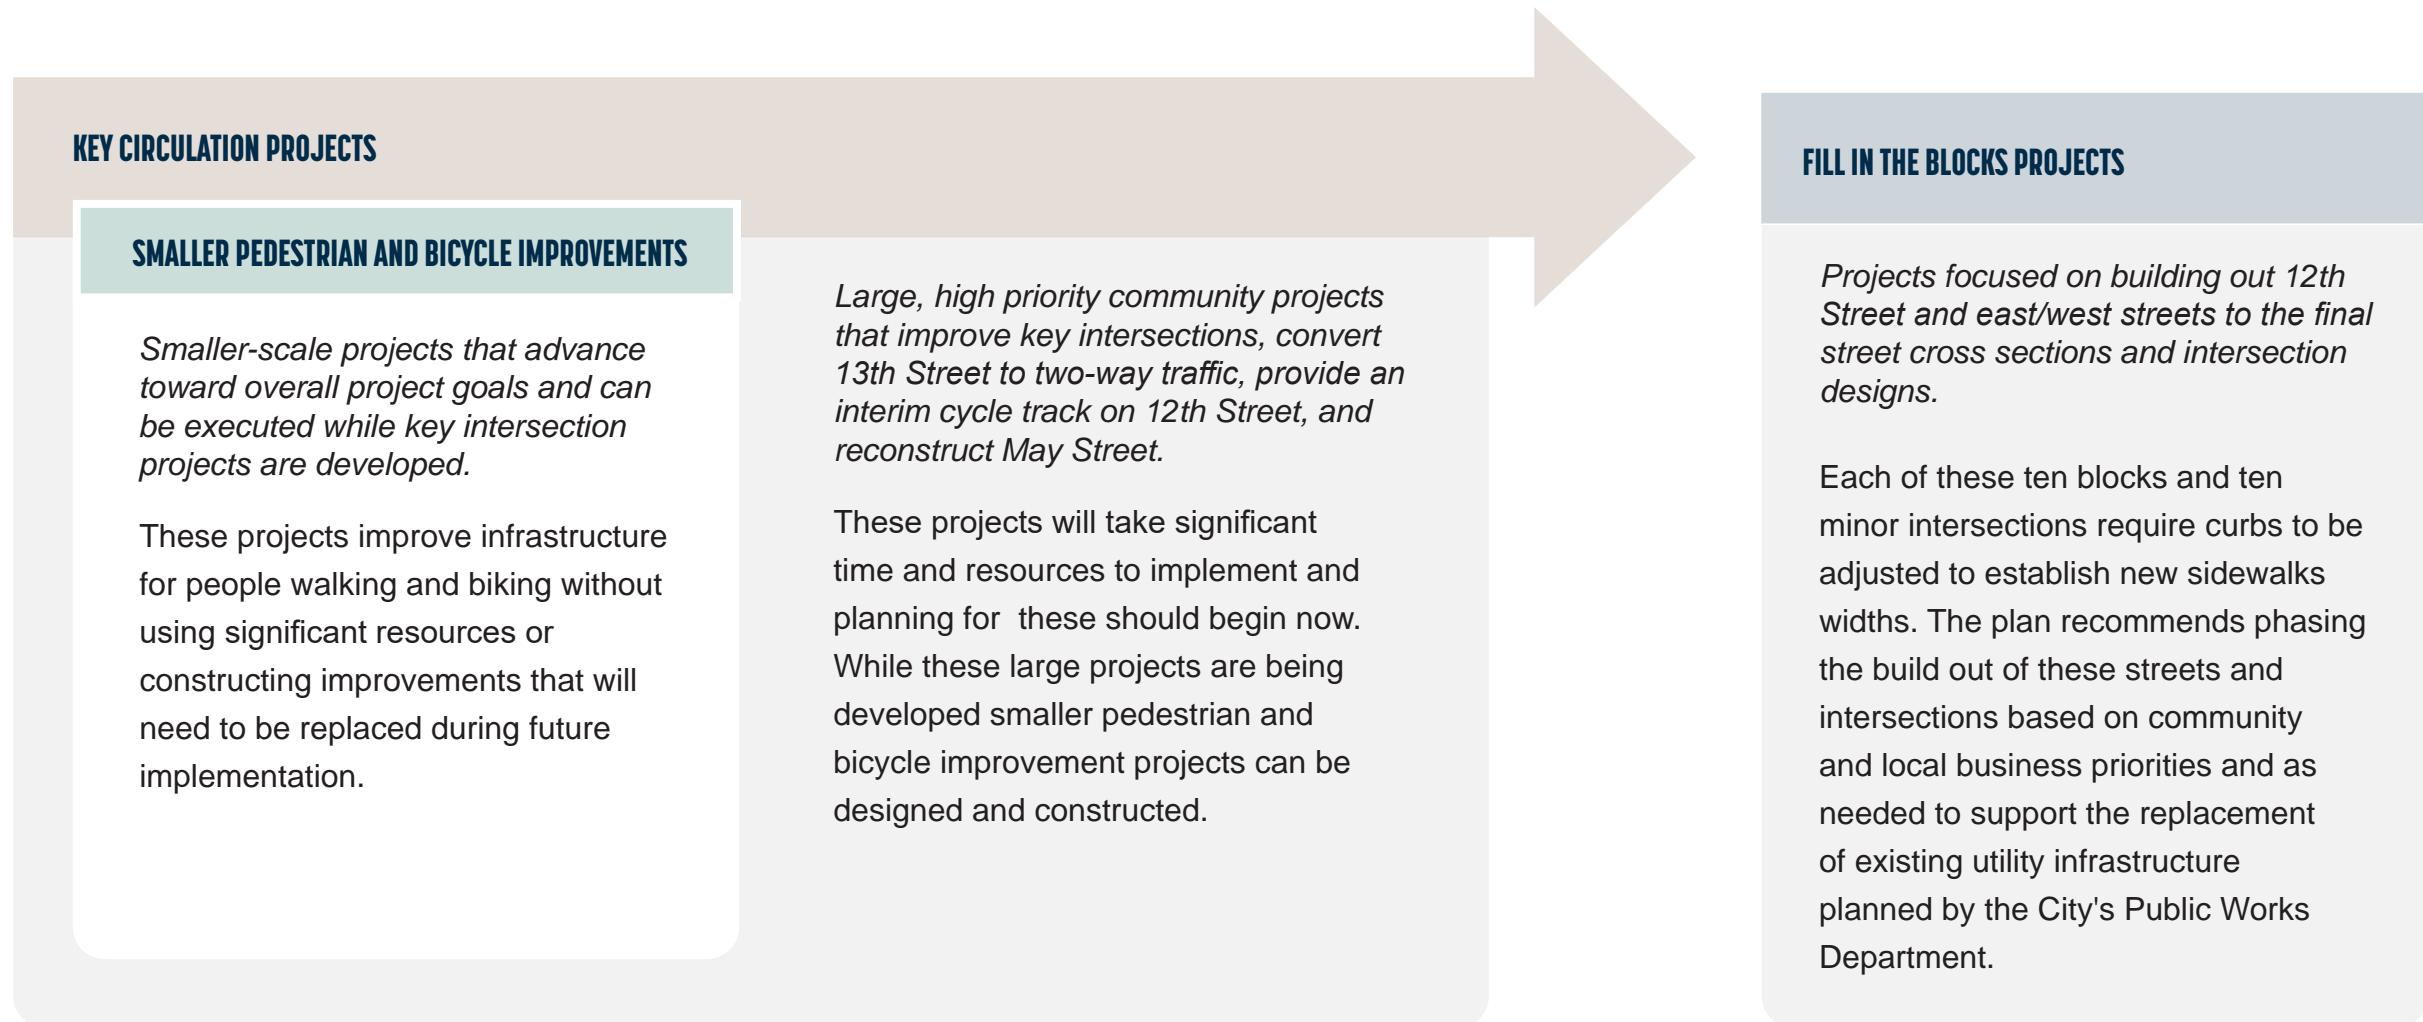 KEY CIRCULATION PROJECTS
SMALLER PEDESTRIAN AND BICYCLE IMPROVEMENTS
Smaller-scale projects that advance
toward overall project goals and can
be executed while key intersection
projects are developed.
These projects improve infrastructure
for people walking and biking without
using significant resources or
constructing improvements that will
need to be replaced during future
implementation.
Large, high priority community projects
that improve key intersections, convert
13th Street to two-way traffic, provide an
interim cycle track on 12th Street, and
reconstruct May Street.
These projects will take significant
time and resources to implement and
planning for  these should begin now.
While these large projects are being
developed smaller pedestrian and
bicycle improvement projects can be
designed and constructed.
FILL IN THE BLOCKS PROJECTS
Projects focused on building out 12th
Street and east/west streets to the final
street cross sections and intersection
designs.
Each of these ten blocks and ten
minor intersections require curbs to be
adjusted to establish new sidewalks
widths. The plan recommends phasing
the build out of these streets and
intersections based on community
and local business priorities and as
needed to support the replacement
of existing utility infrastructure
planned by the City's Public Works
Department.